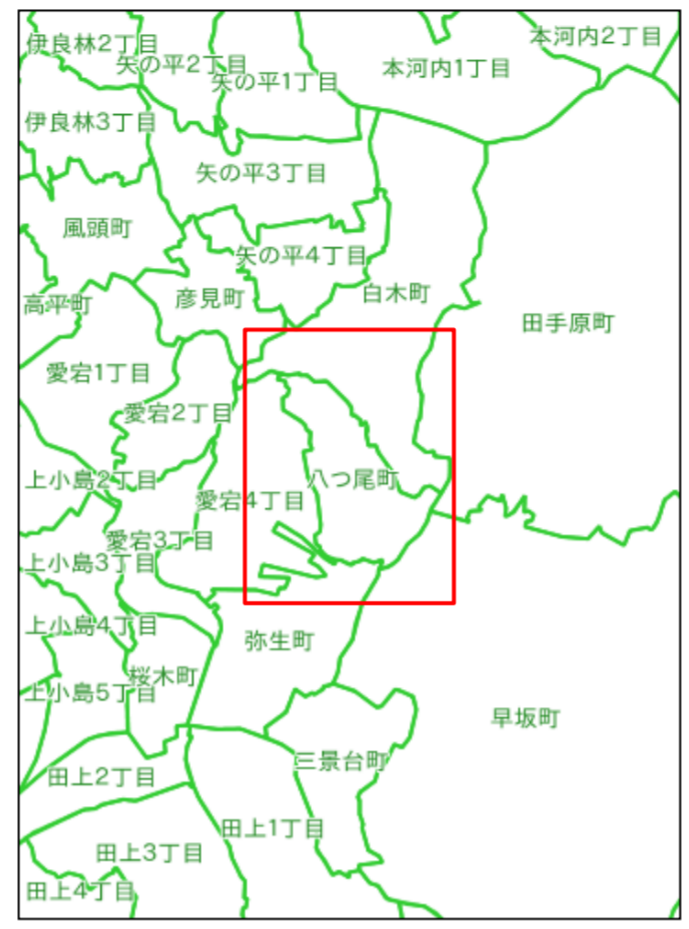 伊良林2丁目
本河内2丁目
矢の平2丁目
矢の平1丁目
本河内1丁目
伊良林3丁目
矢の平3丁目
風頭町
矢の平4丁目
高平町
彦見町
白木町
田手原町
愛宕1丁目
愛宕2丁目
上小島2丁目
八つ尾町
愛宕4丁目
愛宕3丁目
上小島3丁目
上小島4丁目
弥生町
桜木町
上小島5丁目
早坂町
三景台町
田上2丁目
田上1丁目
田上3丁目
田上4丁目